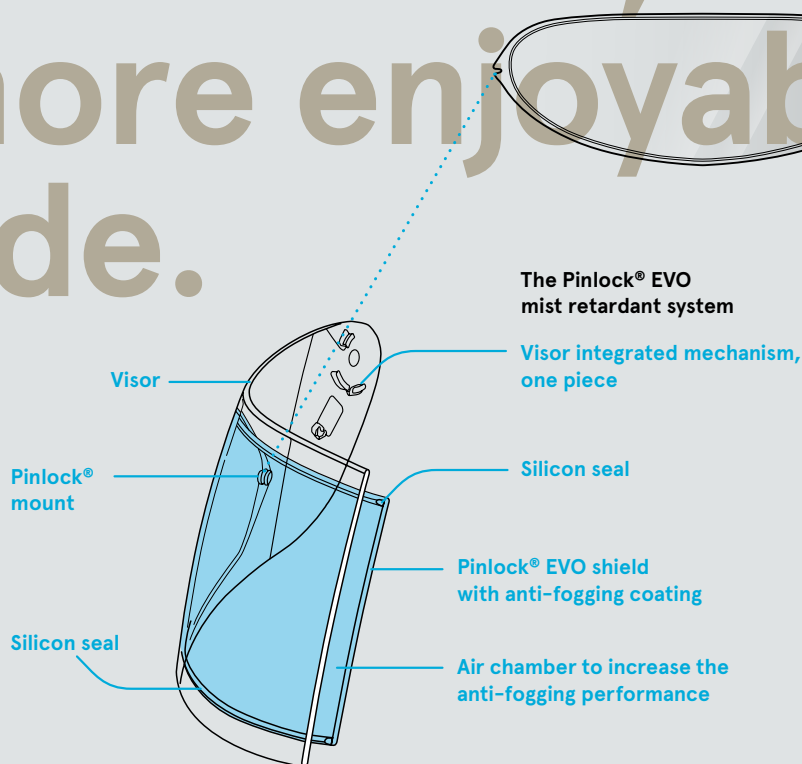 more enjoyab
de.
The Pinlock® EVO
mist retardant system
Visor integrated mechanism,
one piece
Visor
Silicon seal
Pinlock®
mount
Pinlock® EVO shield
with anti-fogging coating
Silicon seal
Air chamber to increase the
anti-fogging performance